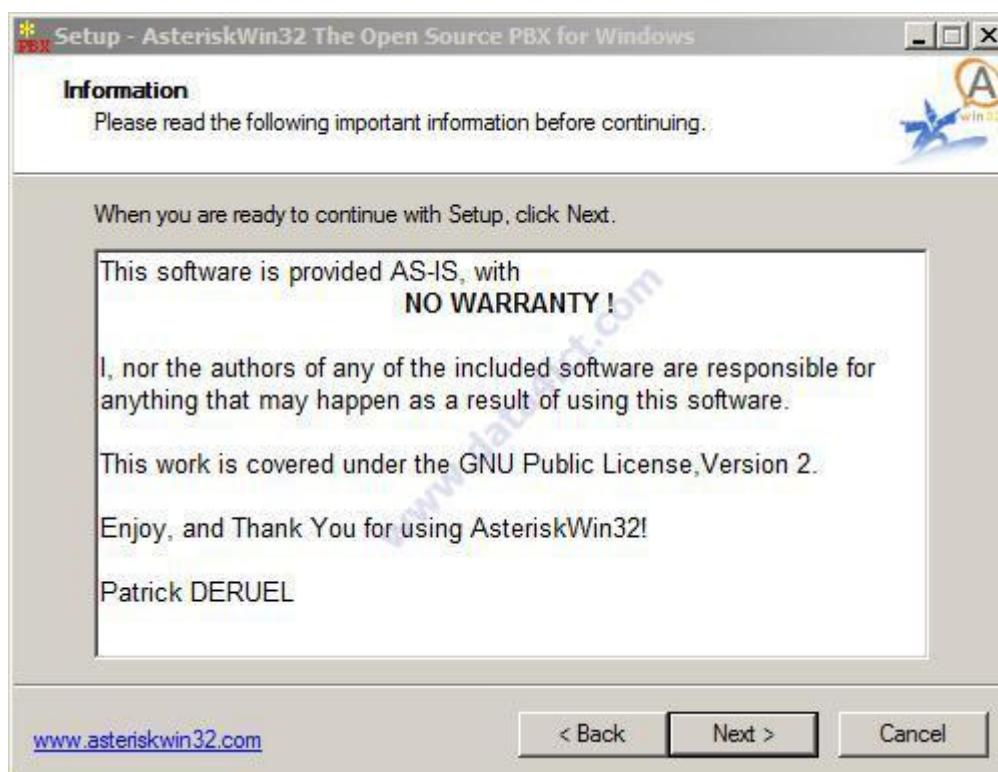 PBX
Setup - AsteriskWin32 The Open Source PBX for Windows
Information
Please read the following important information before continuing.
A
win 32
When you are ready to continue with Setup, click Next.
This software is provided AS-IS, with
NO WARRANTY !
I, nor the authors of any of the included software are responsible for
anything that may happen as a result of using this software.
This work is covered under the GNU Public License,Version 2.
Enjoy, and Thank You for using AsteriskWin32!
Patrick DERUEL
www.asteriskwin32.com
< Back
Next >
Cancel